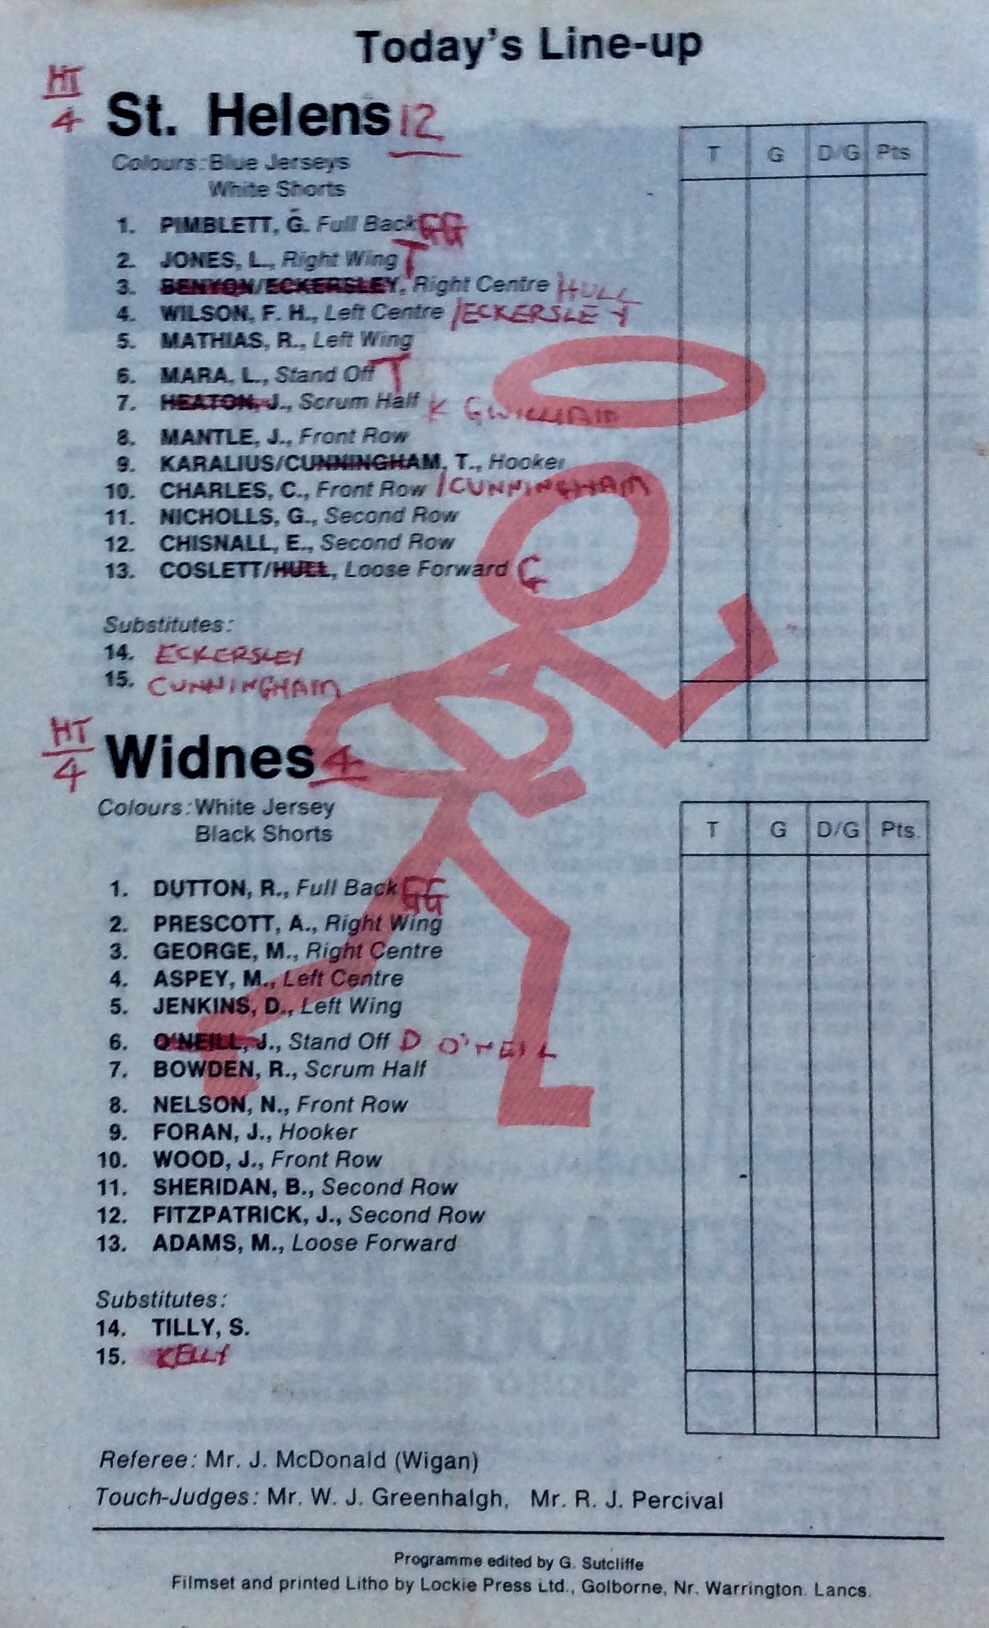 Today's Line-up
HT
4
St. Helens 12
Colours: Blue Jerseys
White Shorts
T G D/G Pts
1. PIMBLETT, G. Full Back GG
2. JONES, L., Right Wing T
3. BENYON/ECKERSLEY, Right Centre /HULL
4. WILSON, F. H., Left Centre /ECKERSLEY
5. MATHIAS, R., Left Wing
6. MARA, L., Stand Off T
7. HEATON, J., Scrum Half K GWILLIAM
8. MANTLE, J., Front Row
9. KARALIUS/CUNNINGHAM, T., Hooker
10. CHARLES, C., Front Row /CUNNINGHAM
11. NICHOLLS, G., Second Row
12. CHISNALL, E., Second Row
13. COSLETT/HULL, Loose Forward G
Substitutes:
14. ECKERSLEY
15. CUNNINGHAM
HT
4
Widnes 4
Colours: White Jersey
Black Shorts
T G D/G Pts.
1. DUTTON, R., Full Back GG
2. PRESCOTT, A., Right Wing
3. GEORGE, M., Right Centre
4. ASPEY, M., Left Centre
5. JENKINS, D., Left Wing
6. O'NEILL, J., Stand Off D O'NEIL
7. BOWDEN, R., Scrum Half
8. NELSON, N., Front Row
9. FORAN, J., Hooker
10. WOOD, J., Front Row
11. SHERIDAN, B., Second Row
12. FITZPATRICK, J., Second Row
13. ADAMS, M., Loose Forward
Substitutes:
14. TILLY, S.
15. KELLY
Referee: Mr. J. McDonald (Wigan)
Touch-Judges: Mr. W. J. Greenhalgh, Mr. R. J. Percival
Programme edited by G. Sutcliffe
Filmset and printed Litho by Lockie Press Ltd., Golborne, Nr. Warrington. Lancs.